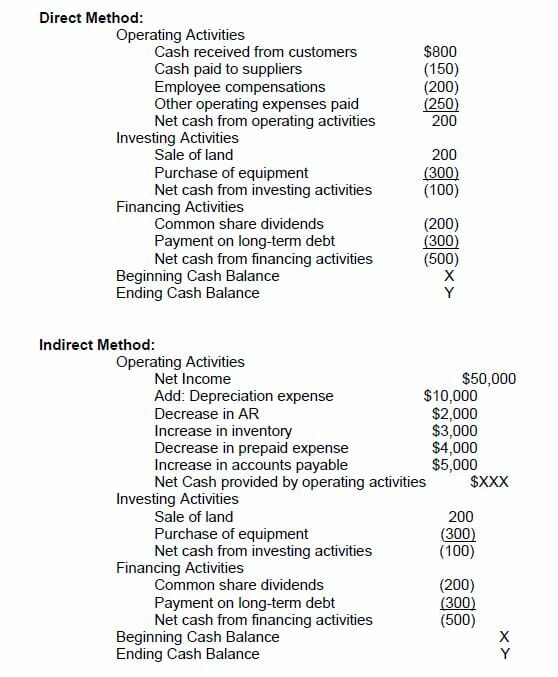 Direct Method:
Operating Activities
Cash received from customers $800
Cash paid to suppliers (150)
Employee compensations (200)
Other operating expenses paid (250)
Net cash from operating activities 200
Investing Activities
Sale of land 200
Purchase of equipment (300)
Net cash from investing activities (100)
Financing Activities
Common share dividends (200)
Payment on long-term debt (300)
Net cash from financing activities (500)
Beginning Cash Balance X
Ending Cash Balance Y
Indirect Method:
Operating Activities
Net Income $50,000
Add: Depreciation expense $10,000
Decrease in AR $2,000
Increase in inventory $3,000
Decrease in prepaid expense $4,000
Increase in accounts payable $5,000
Net Cash provided by operating activities $XXX
Investing Activities
Sale of land 200
Purchase of equipment (300)
Net cash from investing activities (100)
Financing Activities
Common share dividends (200)
Payment on long-term debt (300)
Net cash from financing activities (500)
Beginning Cash Balance X
Ending Cash Balance Y